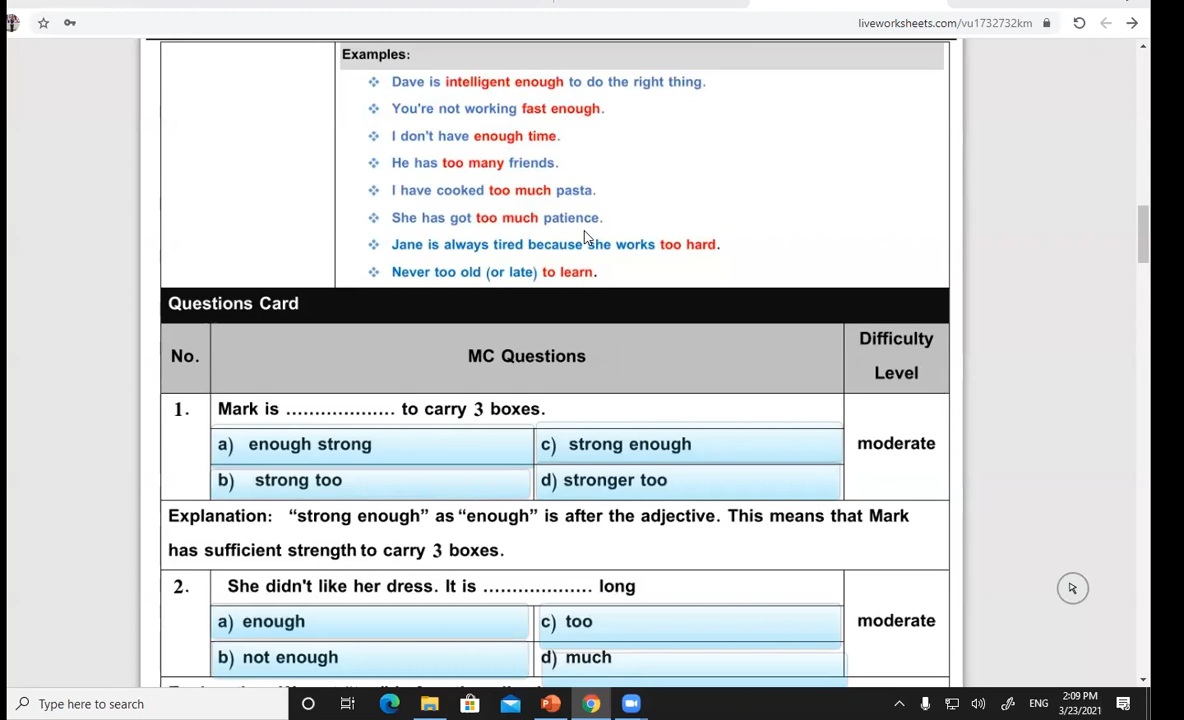 liveworksheets.com/vu1732732km
Examples:
❖ Dave is intelligent enough to do the right thing.
❖ You're not working fast enough.
❖ I don't have enough time.
❖ He has too many friends.
❖ I have cooked too much pasta.
❖ She has got too much patience.
❖ Jane is always tired because she works too hard.
❖ Never too old (or late) to learn.
Questions Card
No.
MC Questions
Difficulty
Level
1.
Mark is ................... to carry 3 boxes.
a) enough strong
c) strong enough
moderate
b) strong too
d) stronger too
Explanation: “strong enough” as “enough” is after the adjective. This means that Mark
has sufficient strength to carry 3 boxes.
2.
She didn't like her dress. It is ................... long
a) enough
c) too
moderate
b) not enough
d) much
Type here to search
ENG
2:09 PM
3/23/2021